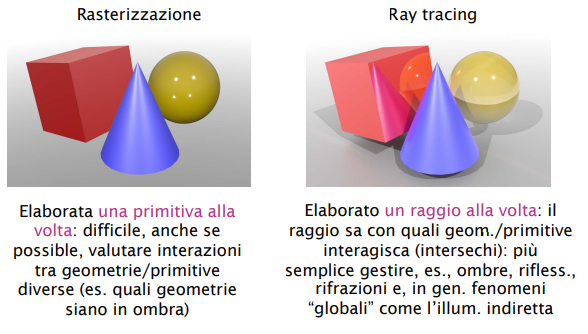 Rasterizzazione
Elaborata una primitiva alla
volta: difficile, anche se
possible, valutare interazioni
tra geometrie/primitive
diverse (es. quali geometrie
siano in ombra)
Ray tracing
Elaborato un raggio alla volta: il
raggio sa con quali geom./primitive
interagisca (intersechi): più
semplice gestire, es., ombre, rifless.,
rifrazioni e, in gen. fenomeni
“globali” come l’illum. indiretta